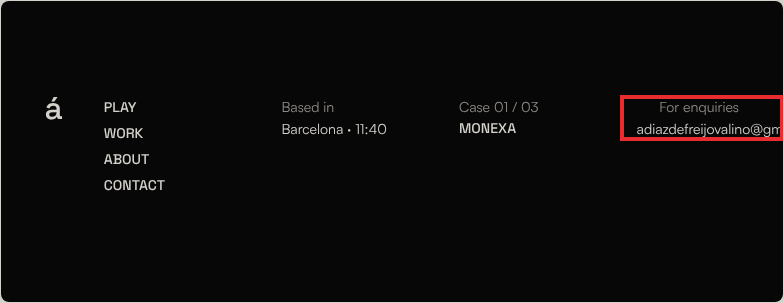 á
PLAY
WORK
ABOUT
CONTACT
Based in
Barcelona • 11:40
Case 01 / 03
MONEXA
For enquiries
adiazdefreijovalino@gm